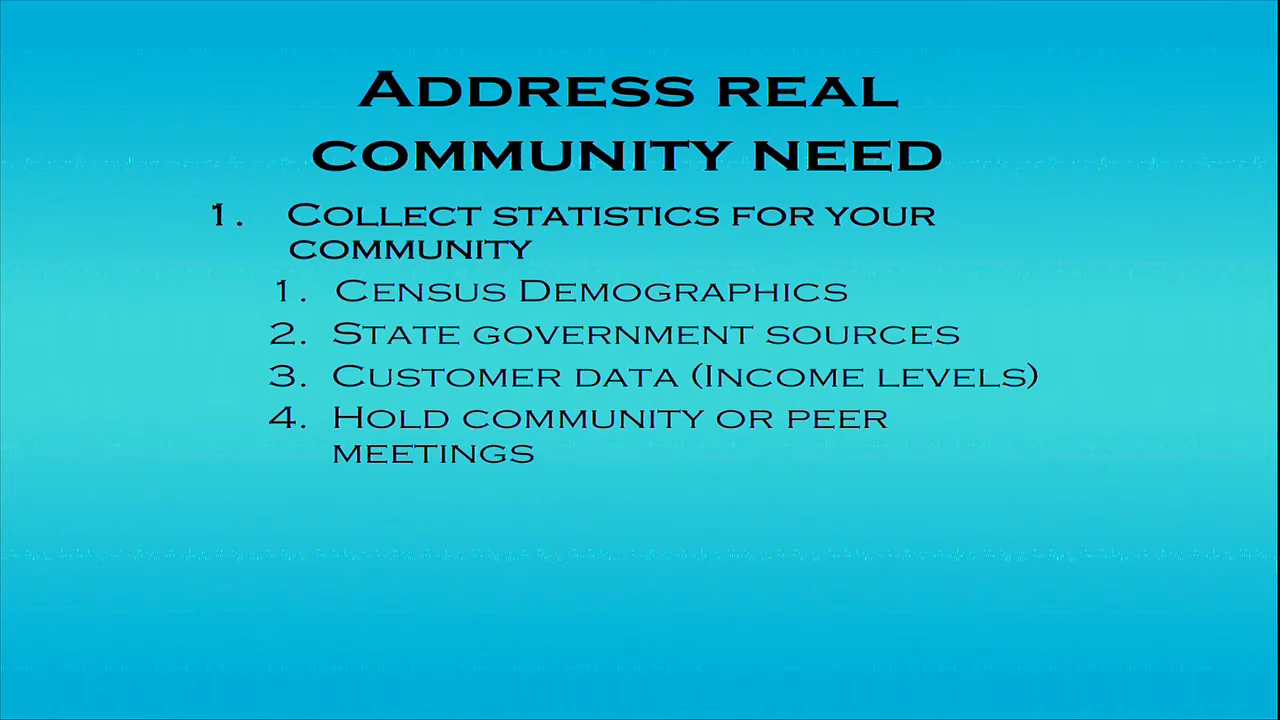 Address real
community need
1. Collect statistics for your
community
1. Census Demographics
2. State government sources
3. Customer data (Income levels)
4. Hold community or peer
meetings